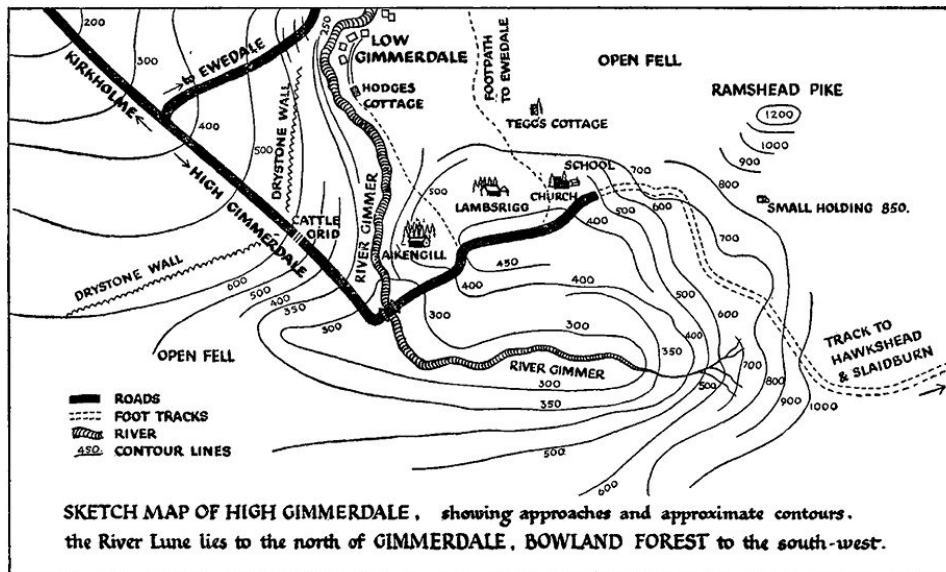 200
300
400
500
KIRKHOLME
EWEDALE
250
LOW
GIMMERDALE
HODGES
COTTAGE
FOOTPATH
TO EWEDALE
OPEN FELL
TEGGS COTTAGE
RAMSHEAD PIKE
1200
1000
900
800
DRYSTONE WALL
HIGH GIMMERDALE
CATTLE
GRID
RIVER GIMMER
500
LAMBSRIGG
SCHOOL
CHURCH
AIKENGILL
700
600
500
400
SMALL HOLDING 850.
700
DRYSTONE WALL
600
500
400
350
300
450
400
300
300
500
400
350
600
OPEN FELL
RIVER GIMMER
300
350
500
700
800
900
1000
TRACK TO
HAWKSHEAD
& SLAIDBURN
ROADS
FOOT TRACKS
RIVER
450 CONTOUR LINES
500
500
600
SKETCH MAP OF HIGH GIMMERDALE, showing approaches and approximate contours.
the River Lune lies to the north of GIMMERDALE, BOWLAND FOREST to the south-west.